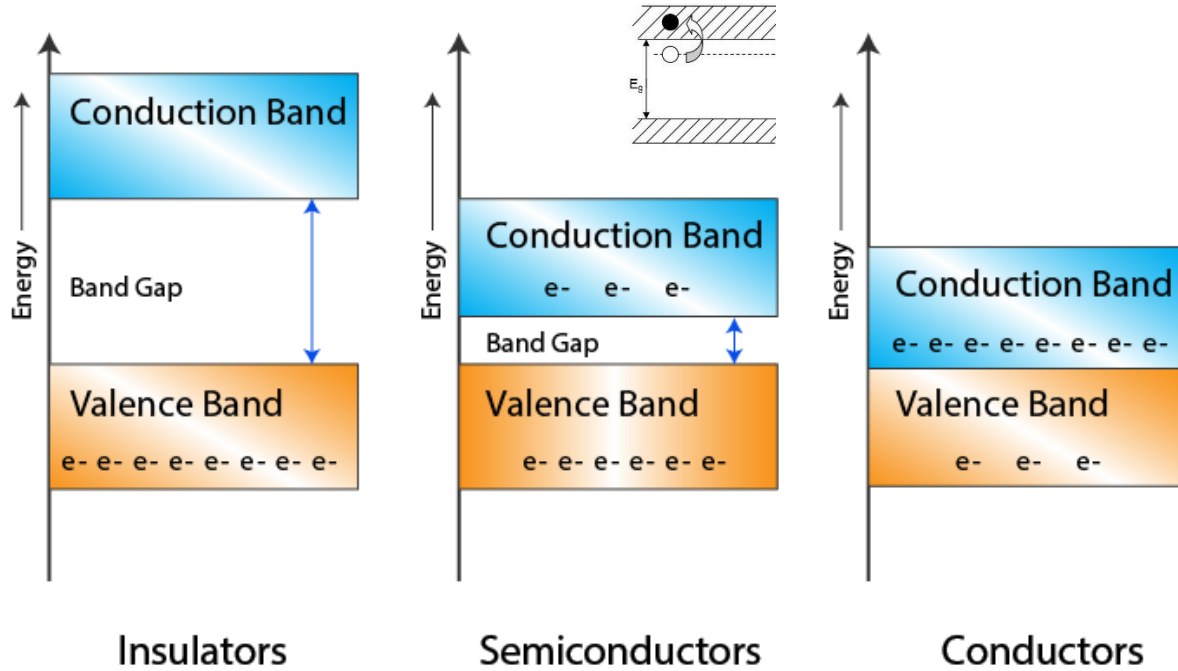 Energy
Conduction Band
Band Gap
Valence Band
e- e- e- e- e- e- e- e-
Insulators
Eg
Energy
Conduction Band
e- e- e-
Band Gap
Valence Band
e- e- e- e- e- e-
Semiconductors
Energy
Conduction Band
e- e- e- e- e- e- e- e-
Valence Band
e- e- e-
Conductors